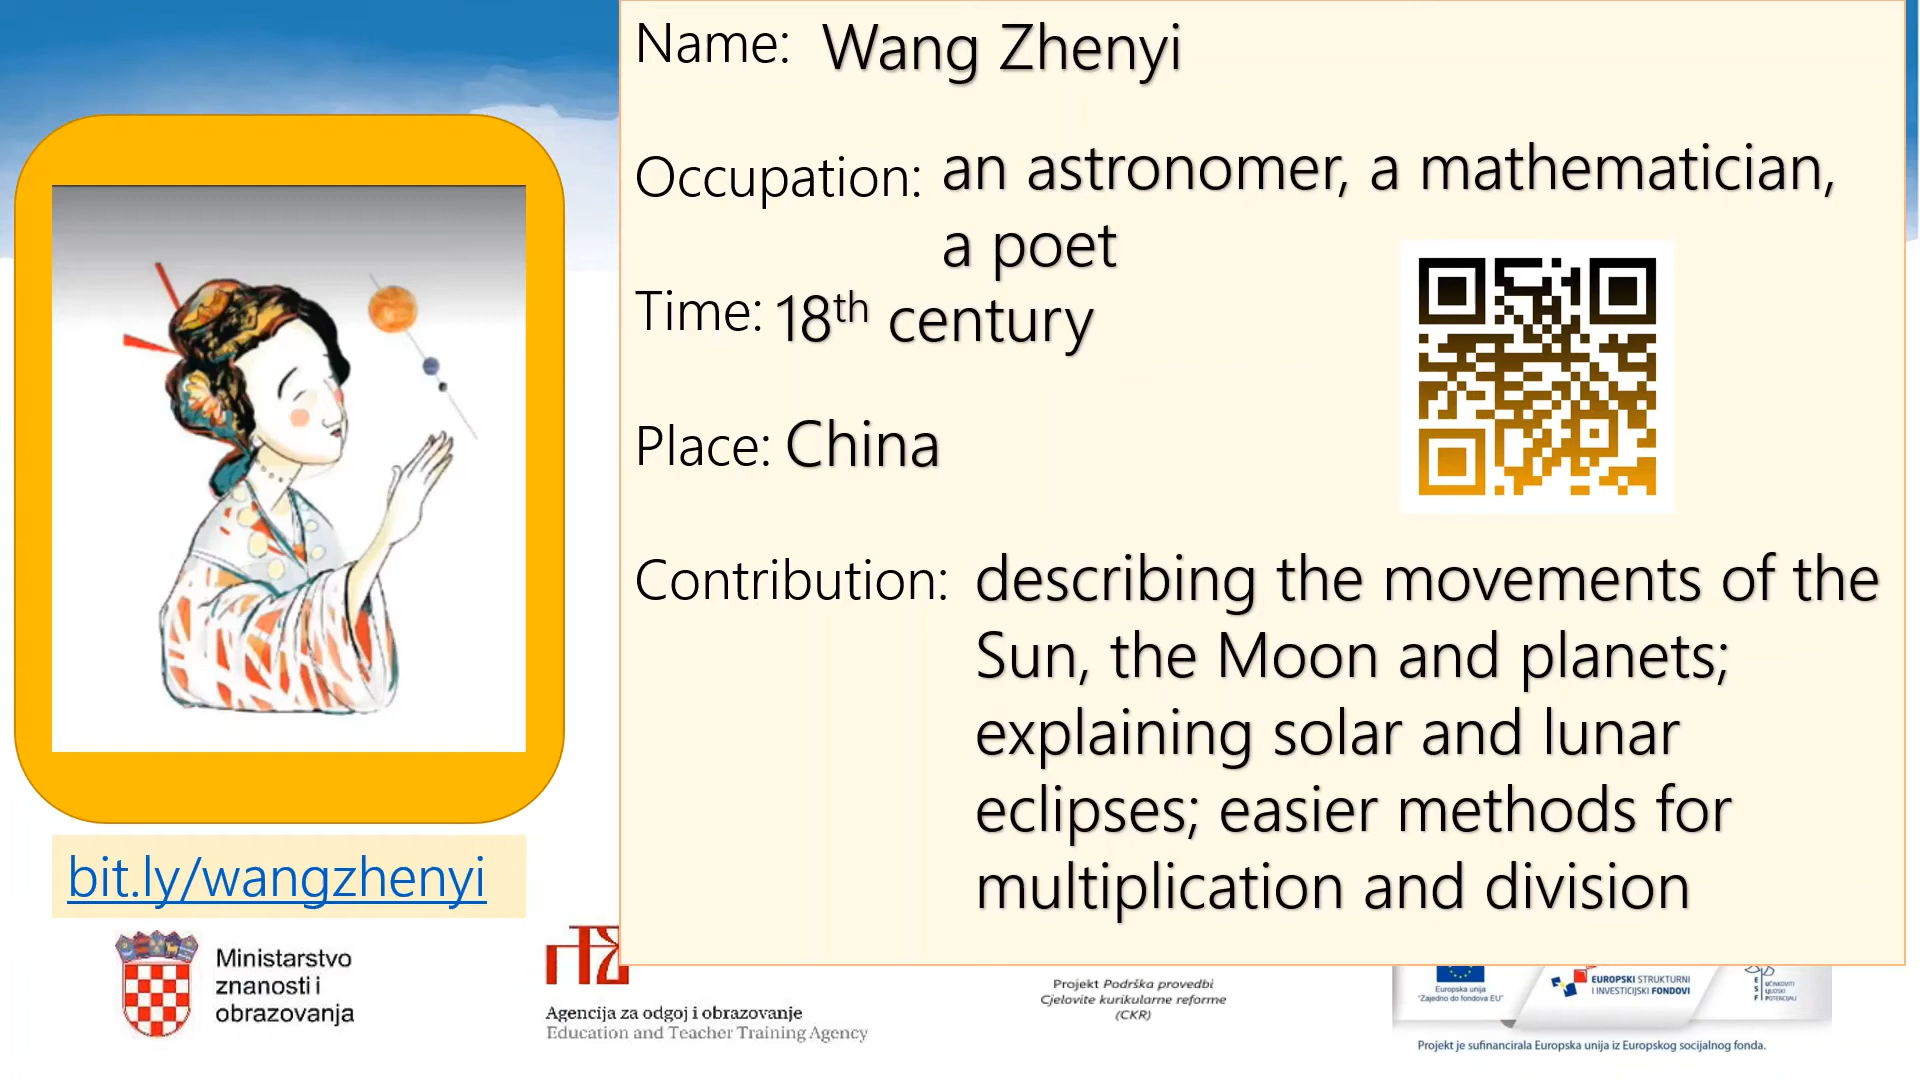 Name: Wang Zhenyi
Occupation: an astronomer, a mathematician,
a poet
Time: 18th century
Place: China
Contribution: describing the movements of the
Sun, the Moon and planets;
explaining solar and lunar
eclipses; easier methods for
multiplication and division
bit.ly/wangzhenyi
Ministarstvo
znanosti i
obrazovanja
Agencija za odgoj i obrazovanje
Education and Teacher Training Agency
Projekt Podrška provedbi
Cjelovite kurikularne reforme
(CKR)
Europska unija
"Zajedno do fondova EU"
EUROPSKI STRUKTURNI
I INVESTICIJSKI FONDOVI
UČINKOVITI
LJUDSKI
POTENCIJALI
Projekt je sufinancirala Europska unija iz Europskog socijalnog fonda.